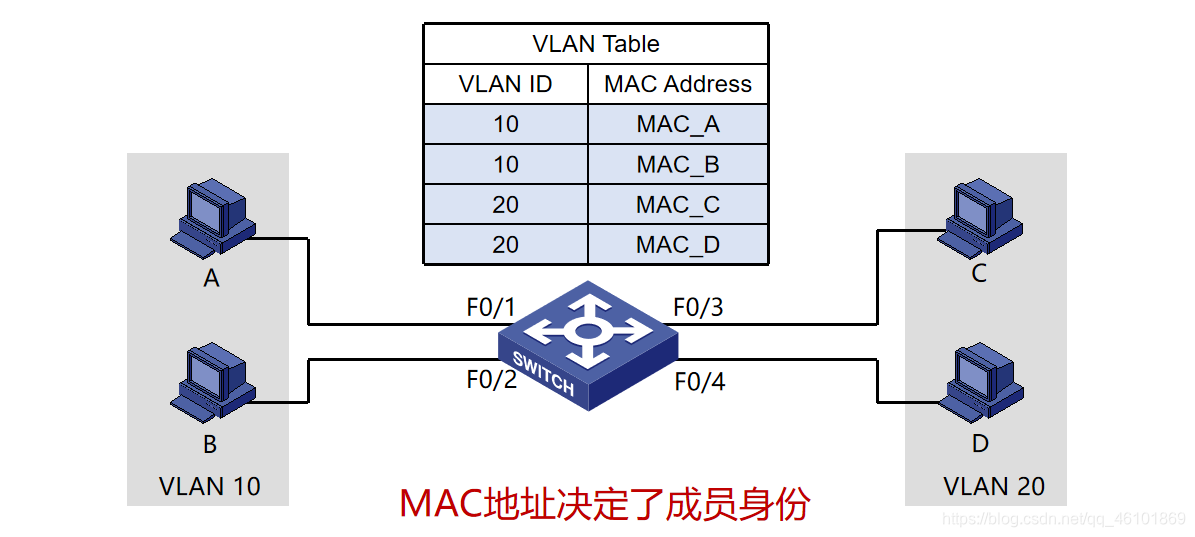 VLAN Table
VLAN ID MAC Address
10 MAC_A
10 MAC_B
20 MAC_C
20 MAC_D
A
C
F0/1
F0/3
SWITCH
F0/2
F0/4
B
D
VLAN 10
VLAN 20
MAC地址决定了成员身份
https://blog.csdn.net/qq_46101869